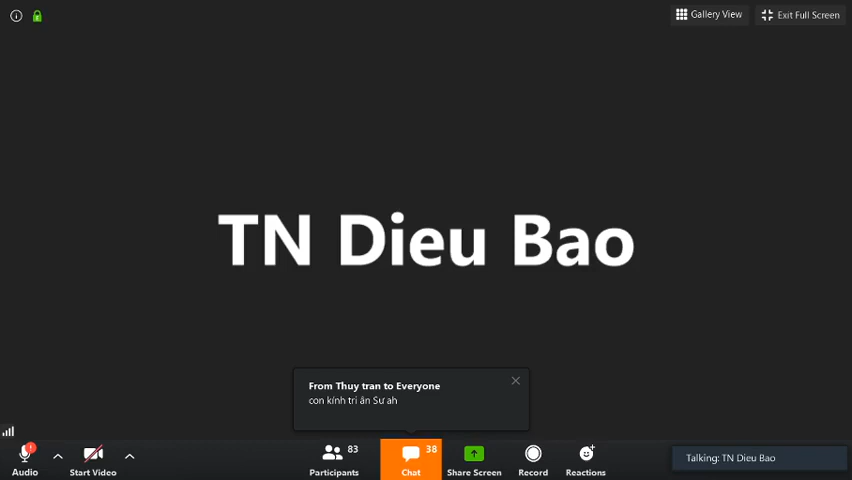 Gallery View
Exit Full Screen
TN Dieu Bao
From Thuy tran to Everyone
con kính tri ân Sư ah
83
38
Audio
Start Video
Participants
Chat
Share Screen
Record
Reactions
Talking: TN Dieu Bao